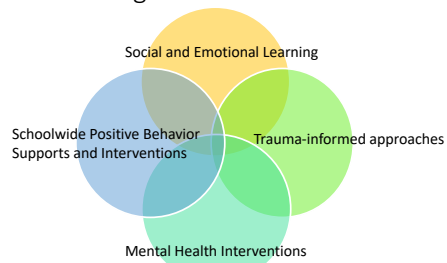 Social and Emotional Learning
Schoolwide Positive Behavior
Supports and Interventions
Trauma-informed approaches
Mental Health Interventions